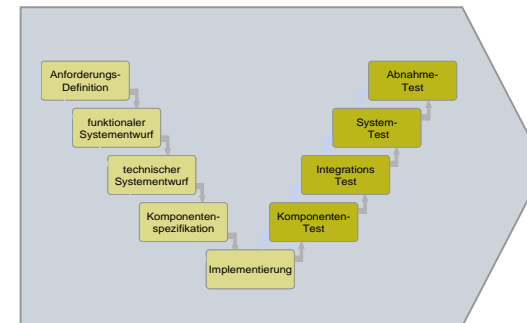 Anforderungs-
Definition
funktionaler
Systementwurf
technischer
Systementwurf
Komponenten-
spezifikation
Implementierung
Komponenten-
Test
Integrations
Test
System-
Test
Abnahme-
Test